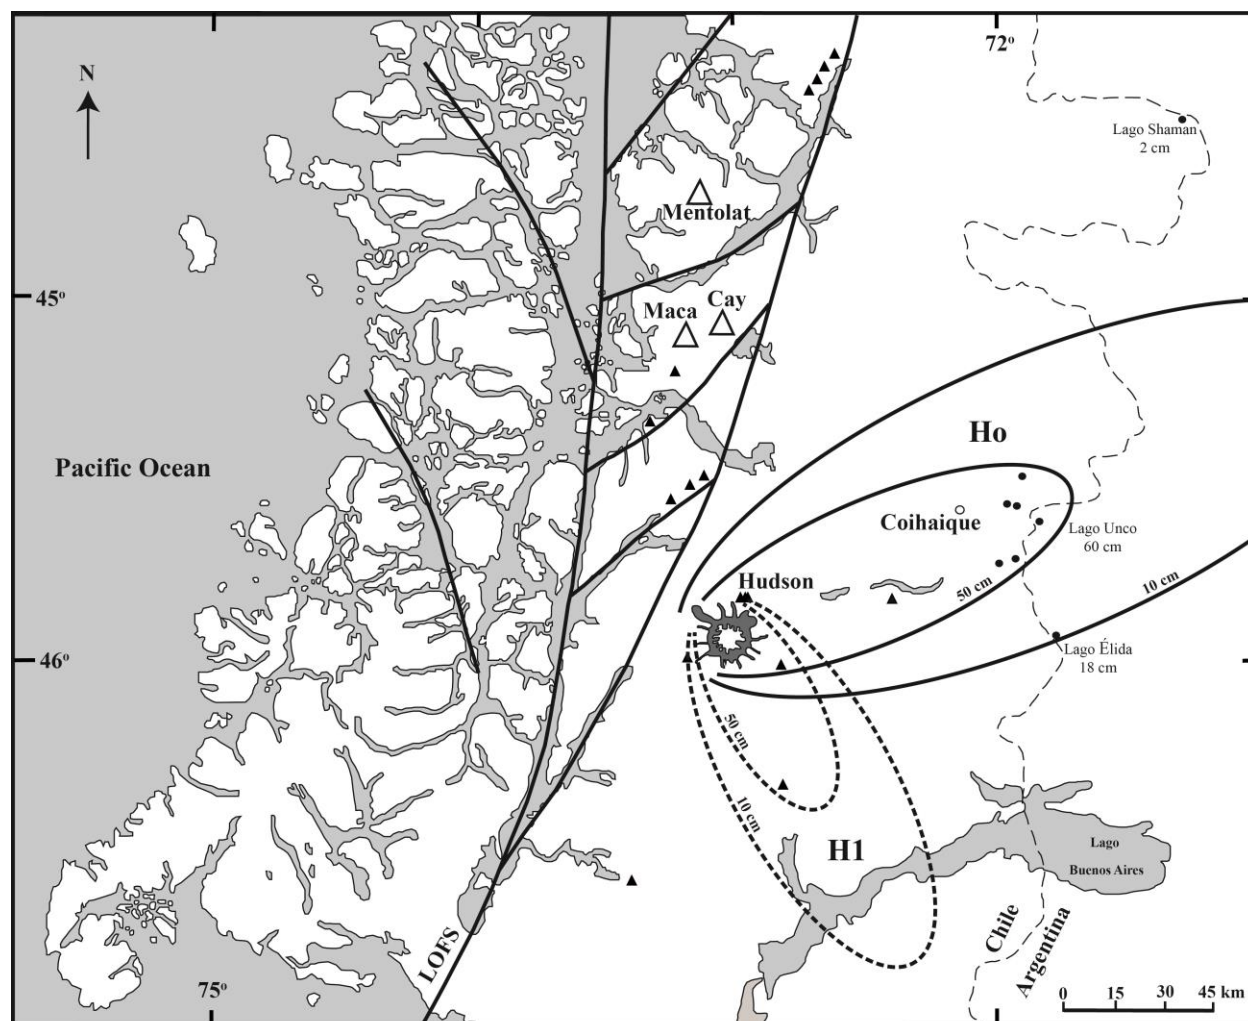 72º
N
Lago Shaman
2 cm
Mentolat
45º
Maca
Cay
Ho
Pacific Ocean
Coihaique
Lago Unco
60 cm
Hudson
50 cm
10 cm
46º
Lago Élida
18 cm
50 cm
10 cm
H1
Lago
Buenos Aires
LOFS
Chile
Argentina
75º
0 15 30 45 km